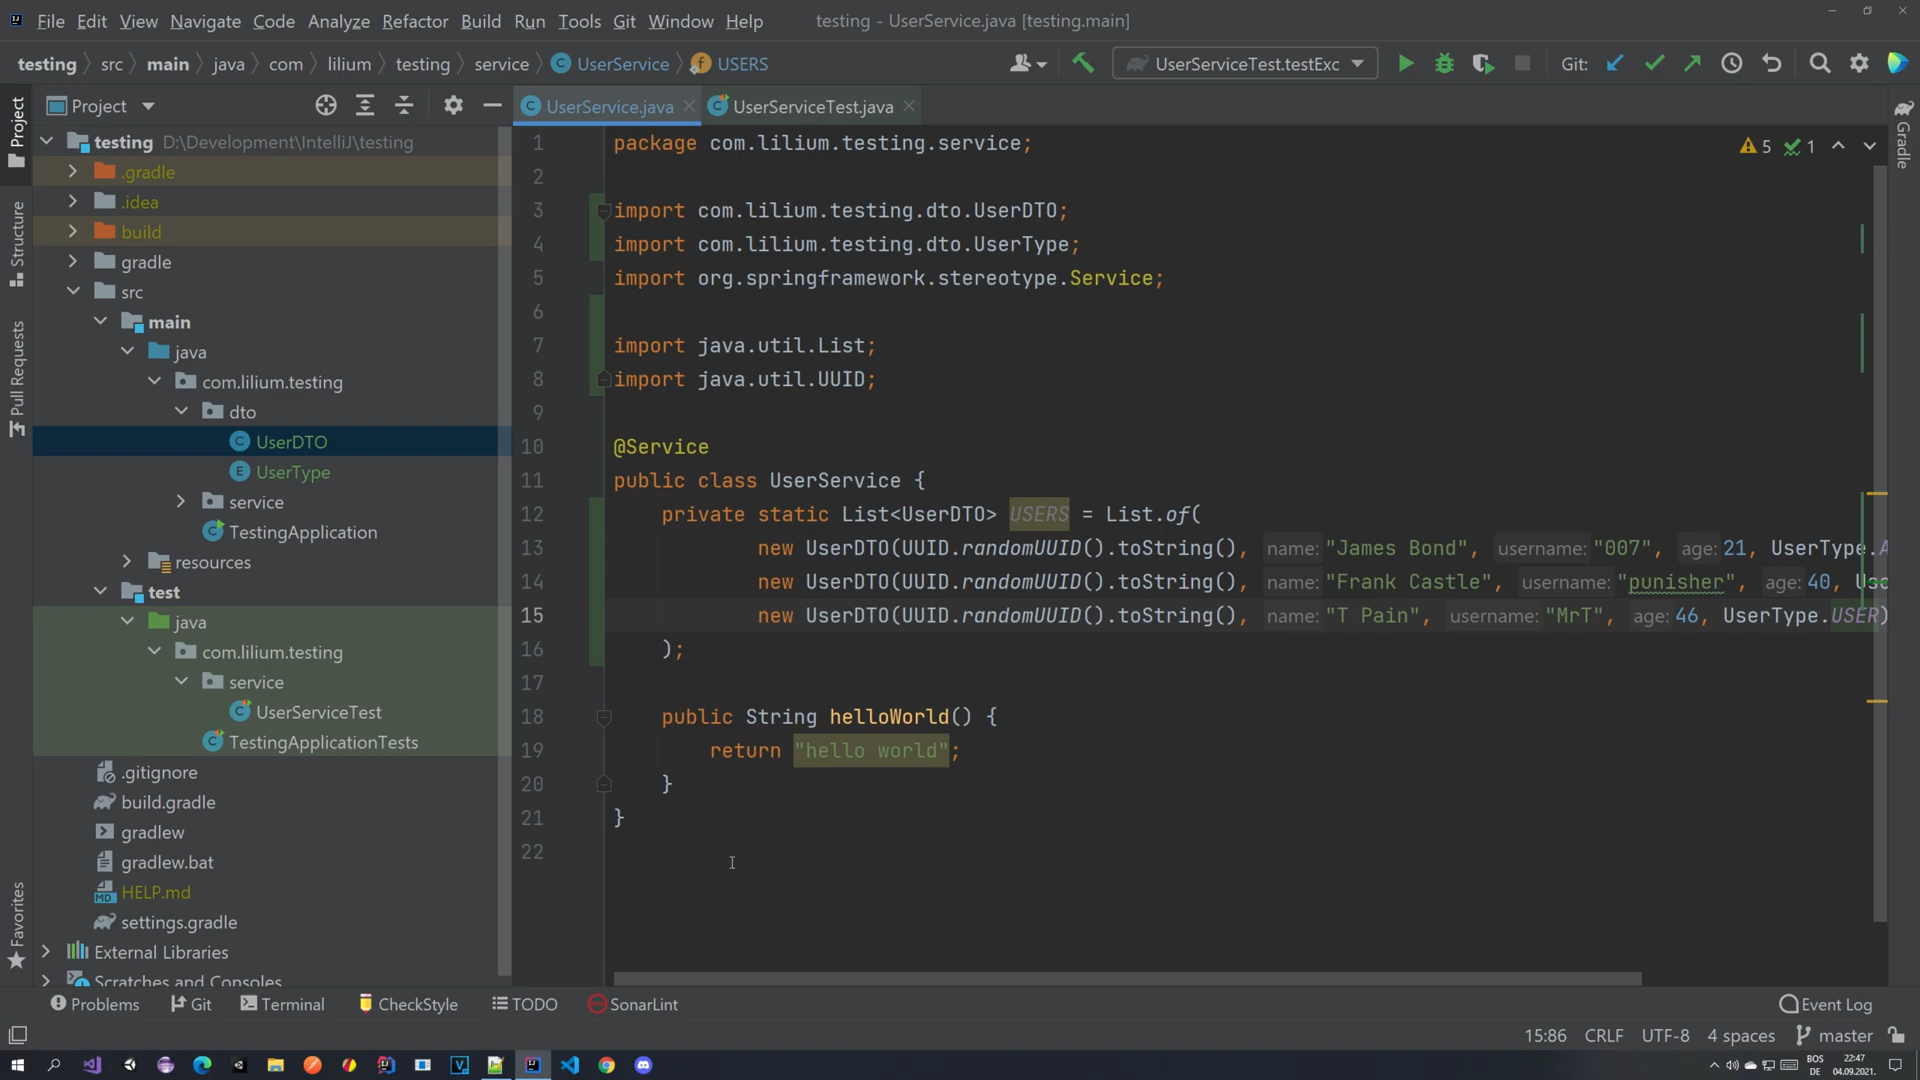 File Edit View Navigate Code Analyze Refactor Build Run Tools Git Window Help testing - UserService.java [testing.main]
testing src main java com lilium testing service UserService USERS UserServiceTest.testExc Git:
Project UserService.java UserServiceTest.java
testing D:\Development\IntelliJ\testing
.gradle
.idea
build
gradle
src
main
java
com.lilium.testing
dto
UserDTO
UserType
service
TestingApplication
resources
test
java
com.lilium.testing
service
UserServiceTest
TestingApplicationTests
.gitignore
build.gradle
gradlew
gradlew.bat
HELP.md
settings.gradle
External Libraries
Scratches and Consoles
Project
Structure
Pull Requests
Favorites
1 package com.lilium.testing.service;
2
3 import com.lilium.testing.dto.UserDTO;
4 import com.lilium.testing.dto.UserType;
5 import org.springframework.stereotype.Service;
6
7 import java.util.List;
8 import java.util.UUID;
9
10 @Service
11 public class UserService {
12 private static List<UserDTO> USERS = List.of(
13 new UserDTO(UUID.randomUUID().toString(), name: "James Bond", username: "007", age: 21, UserType.A
14 new UserDTO(UUID.randomUUID().toString(), name: "Frank Castle", username: "punisher", age: 40, Use
15 new UserDTO(UUID.randomUUID().toString(), name: "T Pain", username: "MrT", age: 46, UserType.USER)
16 );
17
18 public String helloWorld() {
19 return "hello world";
20 }
21 }
22
5 1
Gradle
Problems Git Terminal CheckStyle TODO SonarLint Event Log
15:86 CRLF UTF-8 4 spaces master
BOS
DE
22:47
04.09.2021.